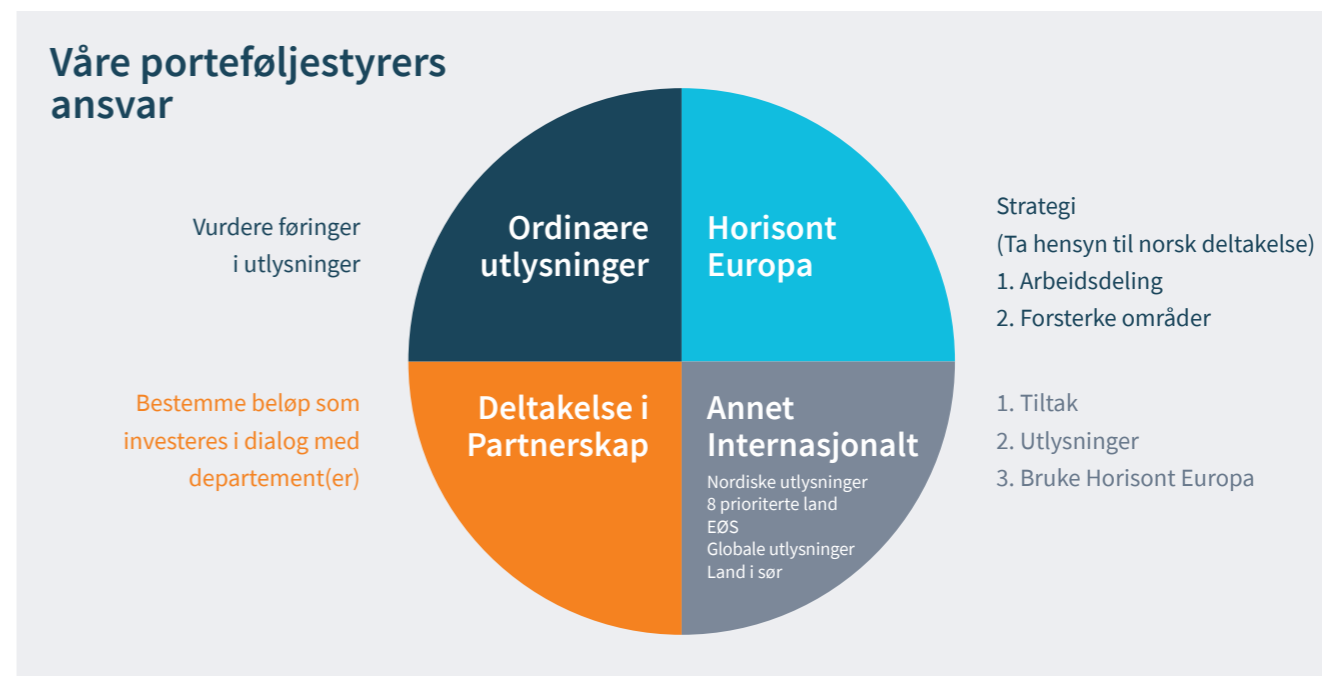 Våre porteføljestyrers
ansvar
Vurdere føringer
i utlysninger
Ordinære
utlysninger
Horisont
Europa
Strategi
(Ta hensyn til norsk deltakelse)
1. Arbeidsdeling
2. Forsterke områder
Bestemme beløp som
investeres i dialog med
departement(er)
Deltakelse i
Partnerskap
Annet
Internasjonalt
Nordiske utlysninger
8 prioriterte land
EØS
Globale utlysninger
Land i sør
1. Tiltak
2. Utlysninger
3. Bruke Horisont Europa